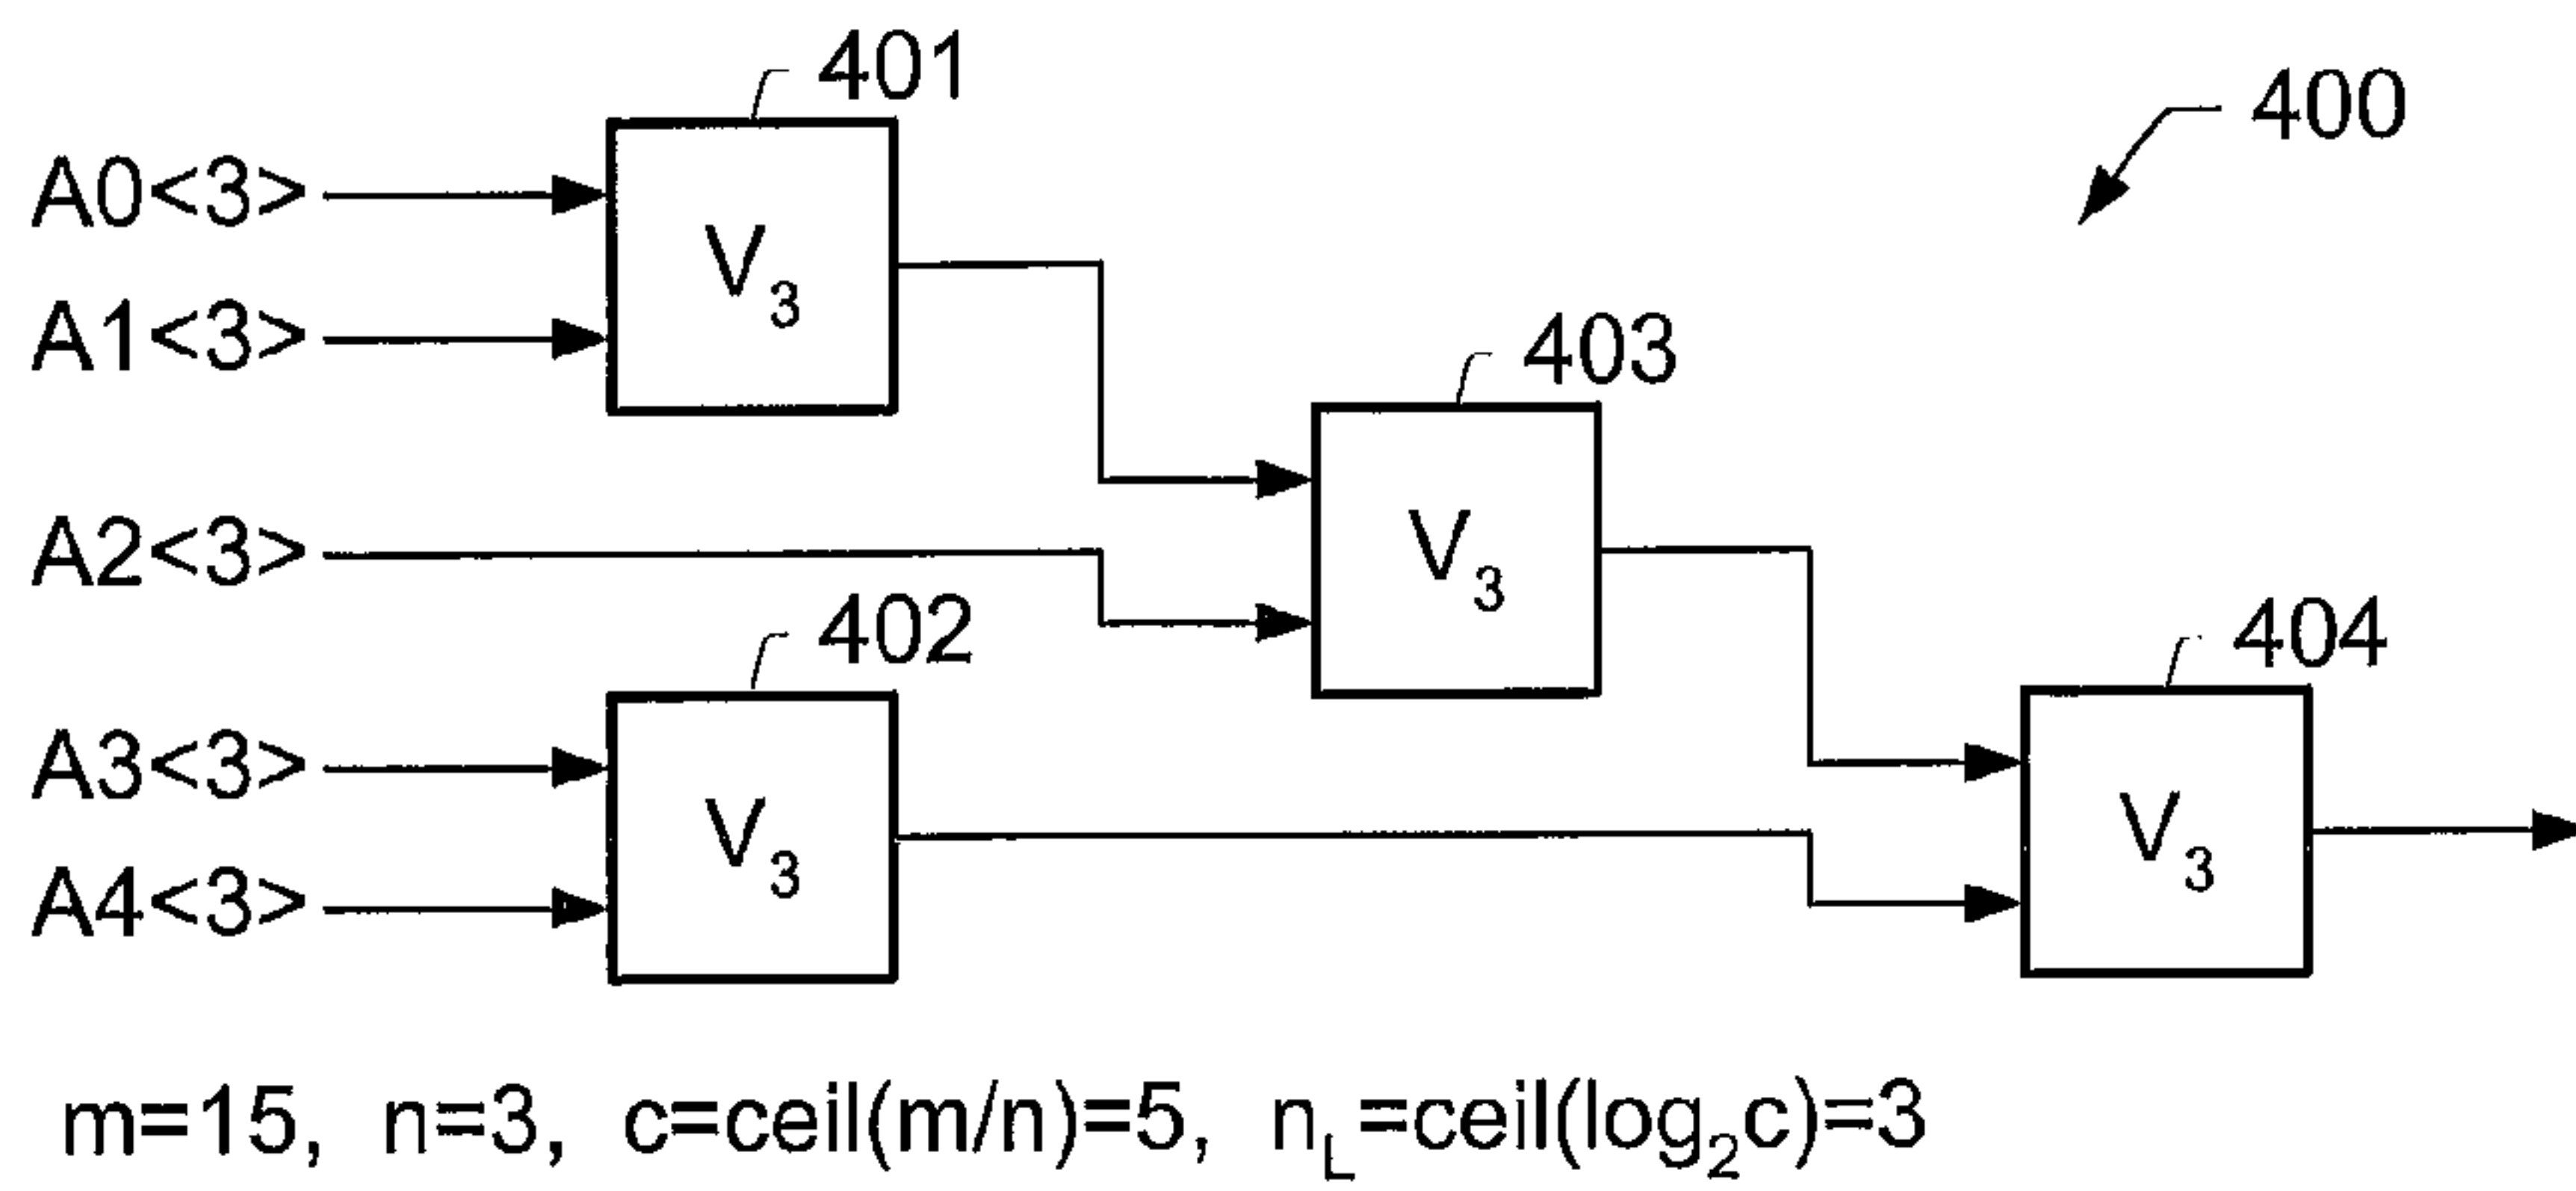 401
400
A0<3>
V3
A1<3>
403
A2<3>
V3
402
404
A3<3>
V3
V3
A4<3>
m=15, n=3, c=ceil(m/n)=5, nL=ceil(log2c)=3